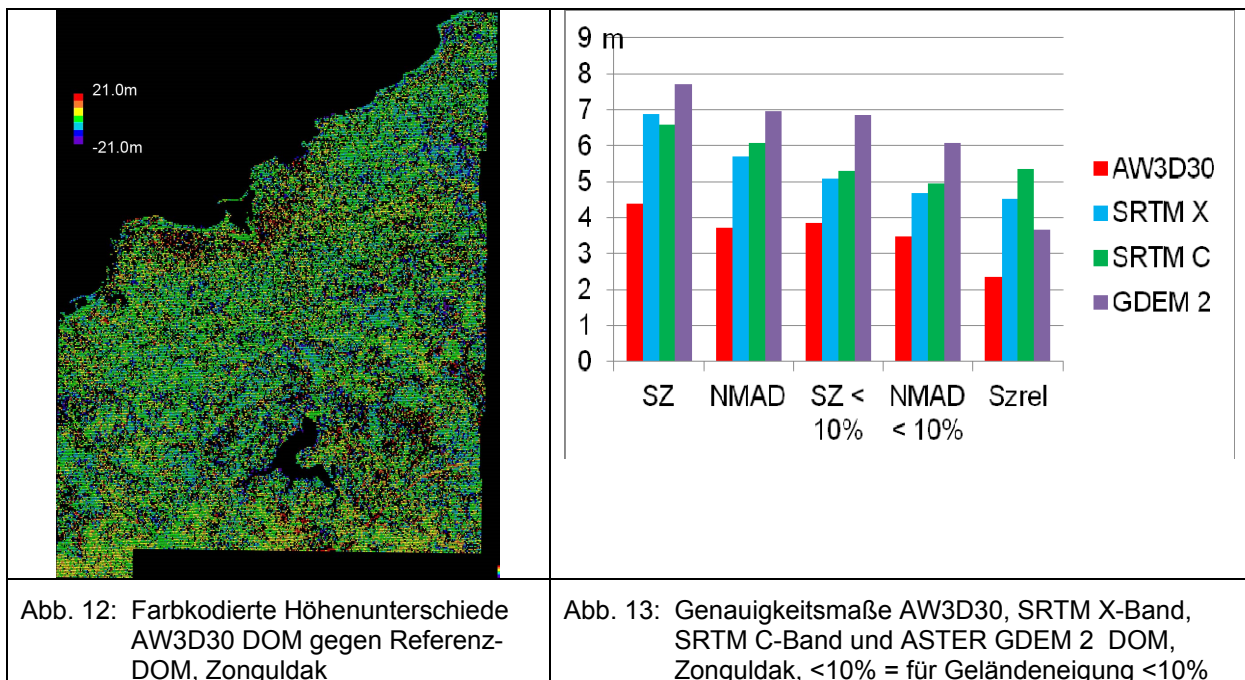 21.0m
-21.0m
Abb. 12: Farbkodierte Höhenunterschiede
AW3D30 DOM gegen Referenz-
DOM, Zonguldak
9 m
8
7
6
5
4
3
2
1
0
SZ
NMAD
SZ <
10%
NMAD
< 10%
Szrel
AW3D30
SRTM X
SRTM C
GDEM 2
Abb. 13: Genauigkeitsmaße AW3D30, SRTM X-Band,
SRTM C-Band und ASTER GDEM 2 DOM,
Zonguldak, <10% = für Geländeneigung <10%